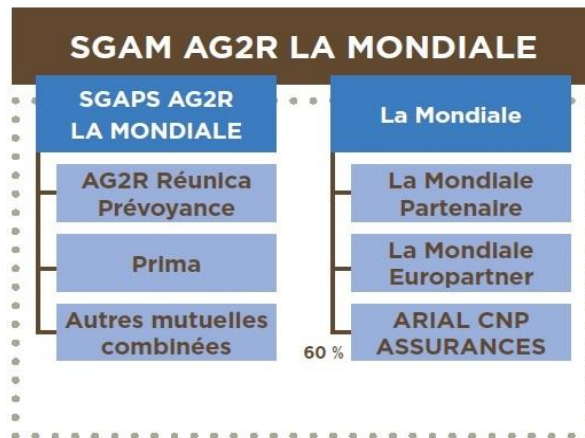 SGAM AG2R LA MONDIALE
SGAPS AG2R
LA MONDIALE
AG2R Réunica
Prévoyance
Prima
Autres mutuelles
combinées
La Mondiale
La Mondiale
Partenaire
La Mondiale
Europartner
60 %
ARIAL CNP
ASSURANCES